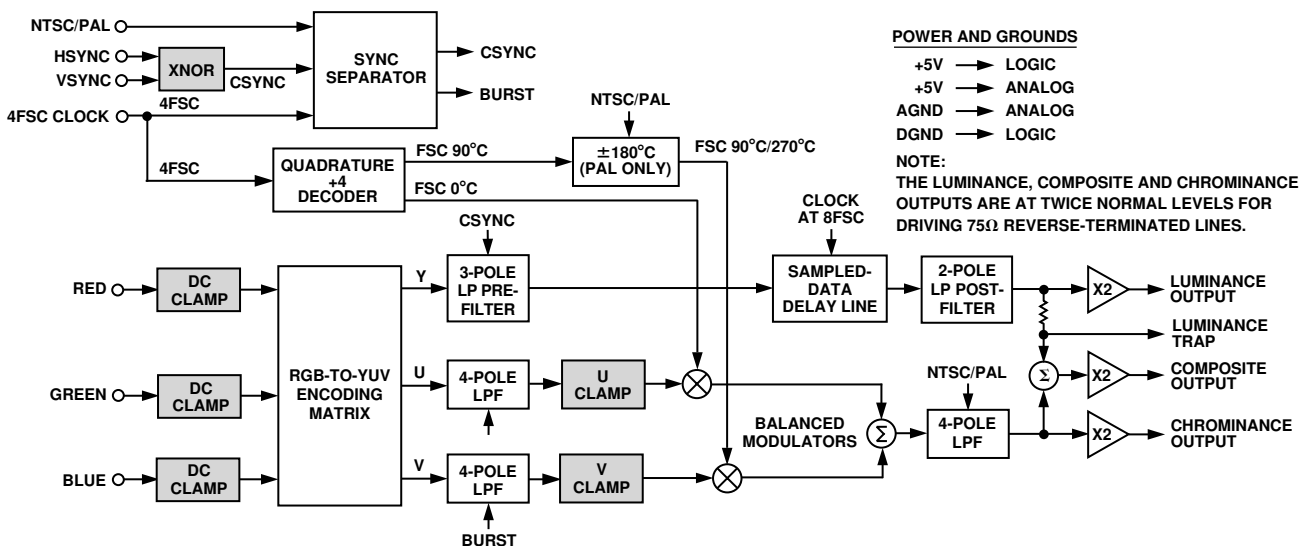 NTSC/PAL
HSYNC
VSYNC
XNOR
CSYNC
4FSC
4FSC CLOCK
SYNC
SEPARATOR
CSYNC
BURST
POWER AND GROUNDS
+5V LOGIC
+5V ANALOG
AGND ANALOG
DGND LOGIC
NOTE:
THE LUMINANCE, COMPOSITE AND CHROMINANCE
OUTPUTS ARE AT TWICE NORMAL LEVELS FOR
DRIVING 75Ω REVERSE-TERMINATED LINES.
4FSC
QUADRATURE
+4
DECODER
FSC 90°C
FSC 0°C
NTSC/PAL
±180°C
(PAL ONLY)
FSC 90°C/270°C
CSYNC
CLOCK
AT 8FSC
RED
DC
CLAMP
GREEN
DC
CLAMP
BLUE
DC
CLAMP
RGB-TO-YUV
ENCODING
MATRIX
Y
3-POLE
LP PRE-
FILTER
SAMPLED-
DATA
DELAY LINE
2-POLE
LP POST-
FILTER
X2
LUMINANCE
OUTPUT
LUMINANCE
TRAP
U
4-POLE
LPF
U
CLAMP
Σ
X2
COMPOSITE
OUTPUT
BALANCED
MODULATORS
Σ
NTSC/PAL
4-POLE
LPF
X2
CHROMINANCE
OUTPUT
V
4-POLE
LPF
V
CLAMP
BURST